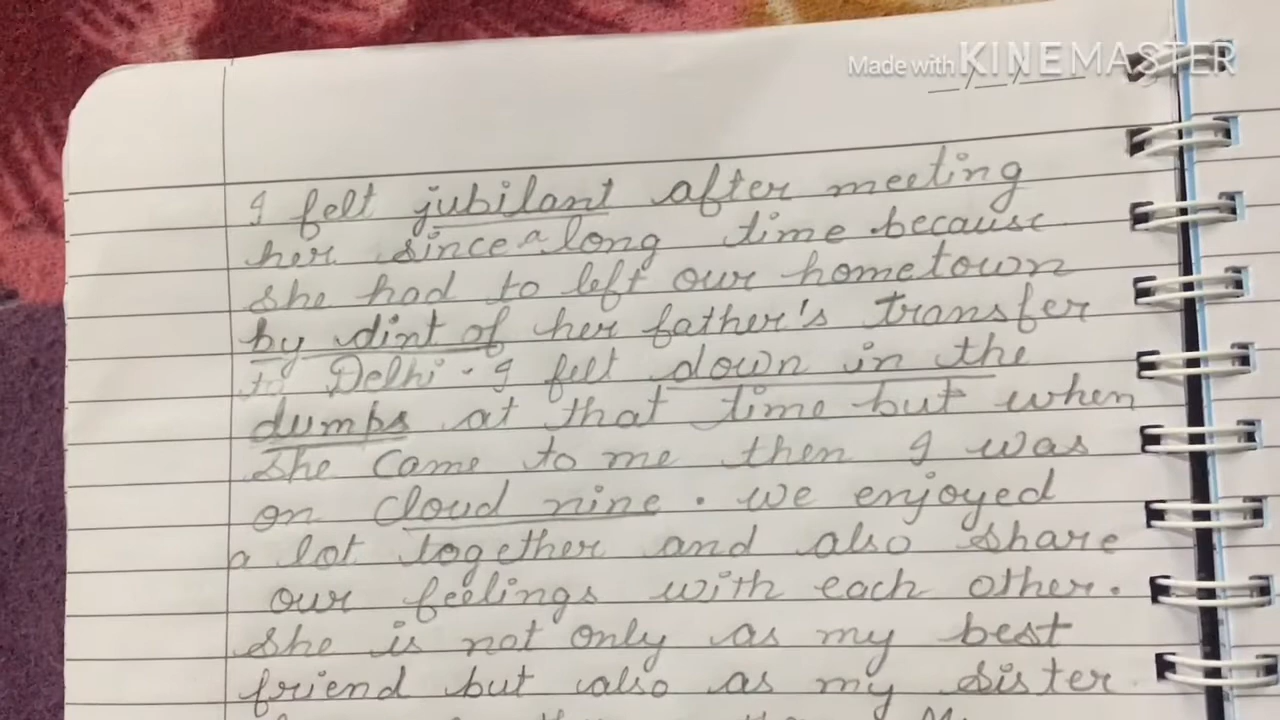 Made with KINEMASTER
I felt jubilant after meeting
her since a long time because
she had to left our hometown
by dint of her father's transfer
to Delhi. I felt down in the
dumbs at that time but when
she came to me then I was
on cloud nine. we enjoyed
a lot together and also share
our feelings with each other.
she is not only as my best
friend but also as my sister